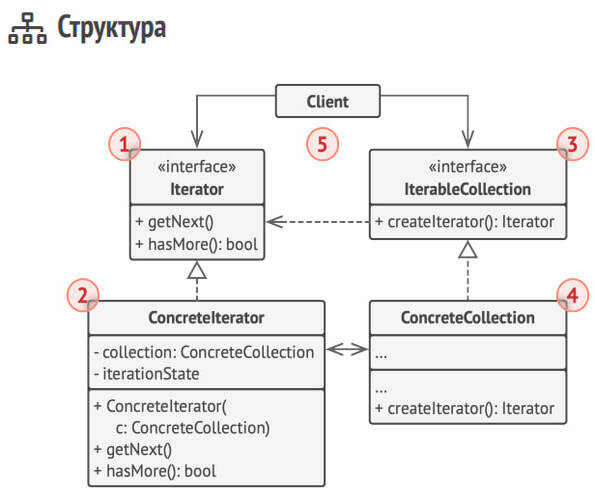 Структура
Client
1
5
3
«interface»
Iterator
+ getNext()
+ hasMore(): bool
«interface»
IterableCollection
+ createIterator(): Iterator
2
4
ConcreteIterator
- collection: ConcreteCollection
- iterationState
+ ConcreteIterator(
c: ConcreteCollection)
+ getNext()
+ hasMore(): bool
ConcreteCollection
...
...
+ createIterator(): Iterator